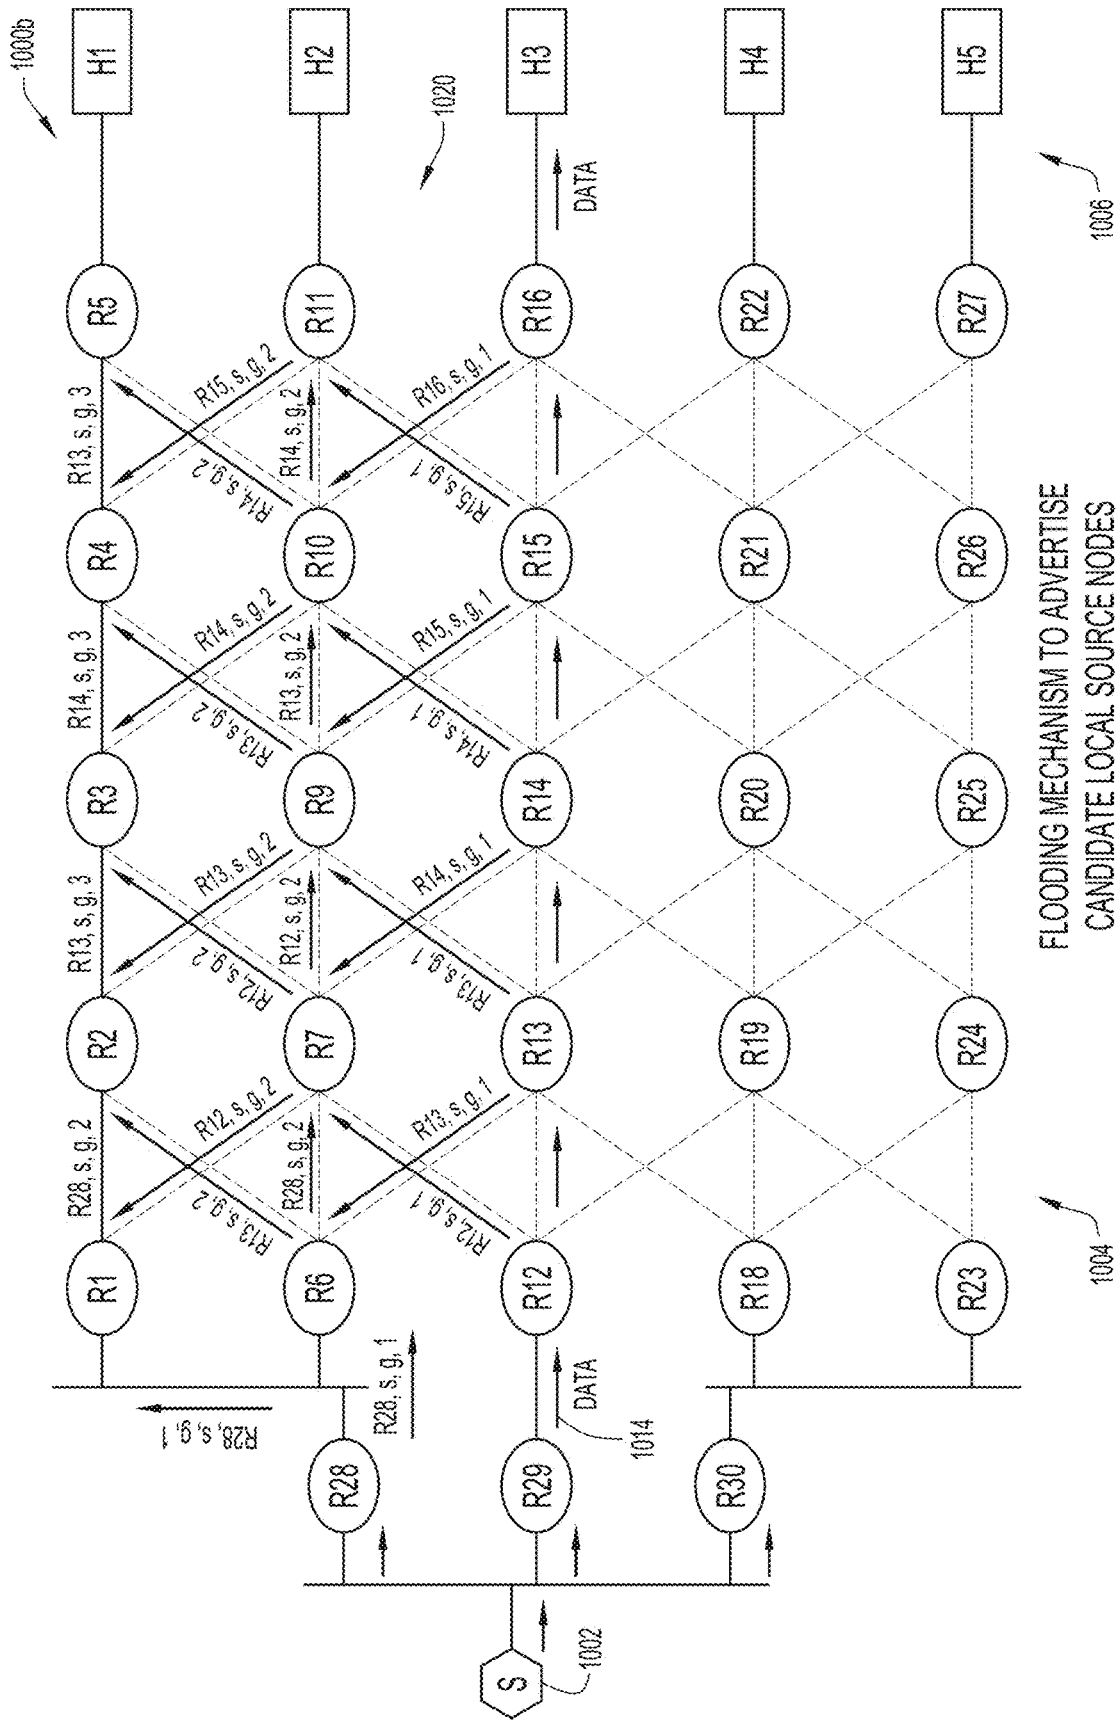 1000b
R1
R28, s, g, 2
R2
R13, s, g, 3
R3
R14, s, g, 3
R4
R13, s, g, 3
R5
H1
R28, s, g, 1
R13, s, g, 2
R12, s, g, 2
R12, s, g, 2
R13, s, g, 2
R13, s, g, 2
R14, s, g, 2
R14, s, g, 2
R15, s, g, 2
R6
R28, s, g, 2
R7
R12, s, g, 2
R9
R13, s, g, 2
R10
R14, s, g, 2
R11
H2
R28
R28, s, g, 1
1020
R12, s, g, 1
R13, s, g, 1
R13, s, g, 1
R14, s, g, 1
R14, s, g, 1
R15, s, g, 1
R15, s, g, 1
R16, s, g, 1
S
1002
R29
R12
R13
R14
R15
R16
H3
DATA
1014
DATA
R30
R18
R19
R20
R21
R22
H4
R23
R24
R25
R26
R27
H5
1004
1006
FLOODING MECHANISM TO ADVERTISE
CANDIDATE LOCAL SOURCE NODES